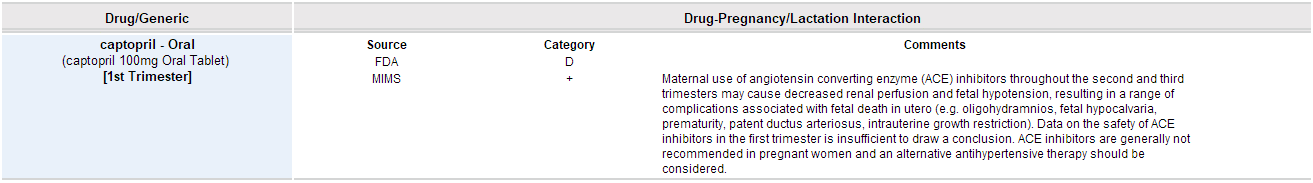 Drug/Generic
Drug-Pregnancy/Lactation Interaction
captopril - Oral
(captopril 100mg Oral Tablet)
[1st Trimester]
Source
Category
Comments
FDA
D
MIMS
+
Maternal use of angiotensin converting enzyme (ACE) inhibitors throughout the second and third
trimesters may cause decreased renal perfusion and fetal hypotension, resulting in a range of
complications associated with fetal death in utero (e.g. oligohydramnios, fetal hypocalvaria,
prematurity, patent ductus arteriosus, intrauterine growth restriction). Data on the safety of ACE
inhibitors in the first trimester is insufficient to draw a conclusion. ACE inhibitors are generally not
recommended in pregnant women and an alternative antihypertensive therapy should be
considered.